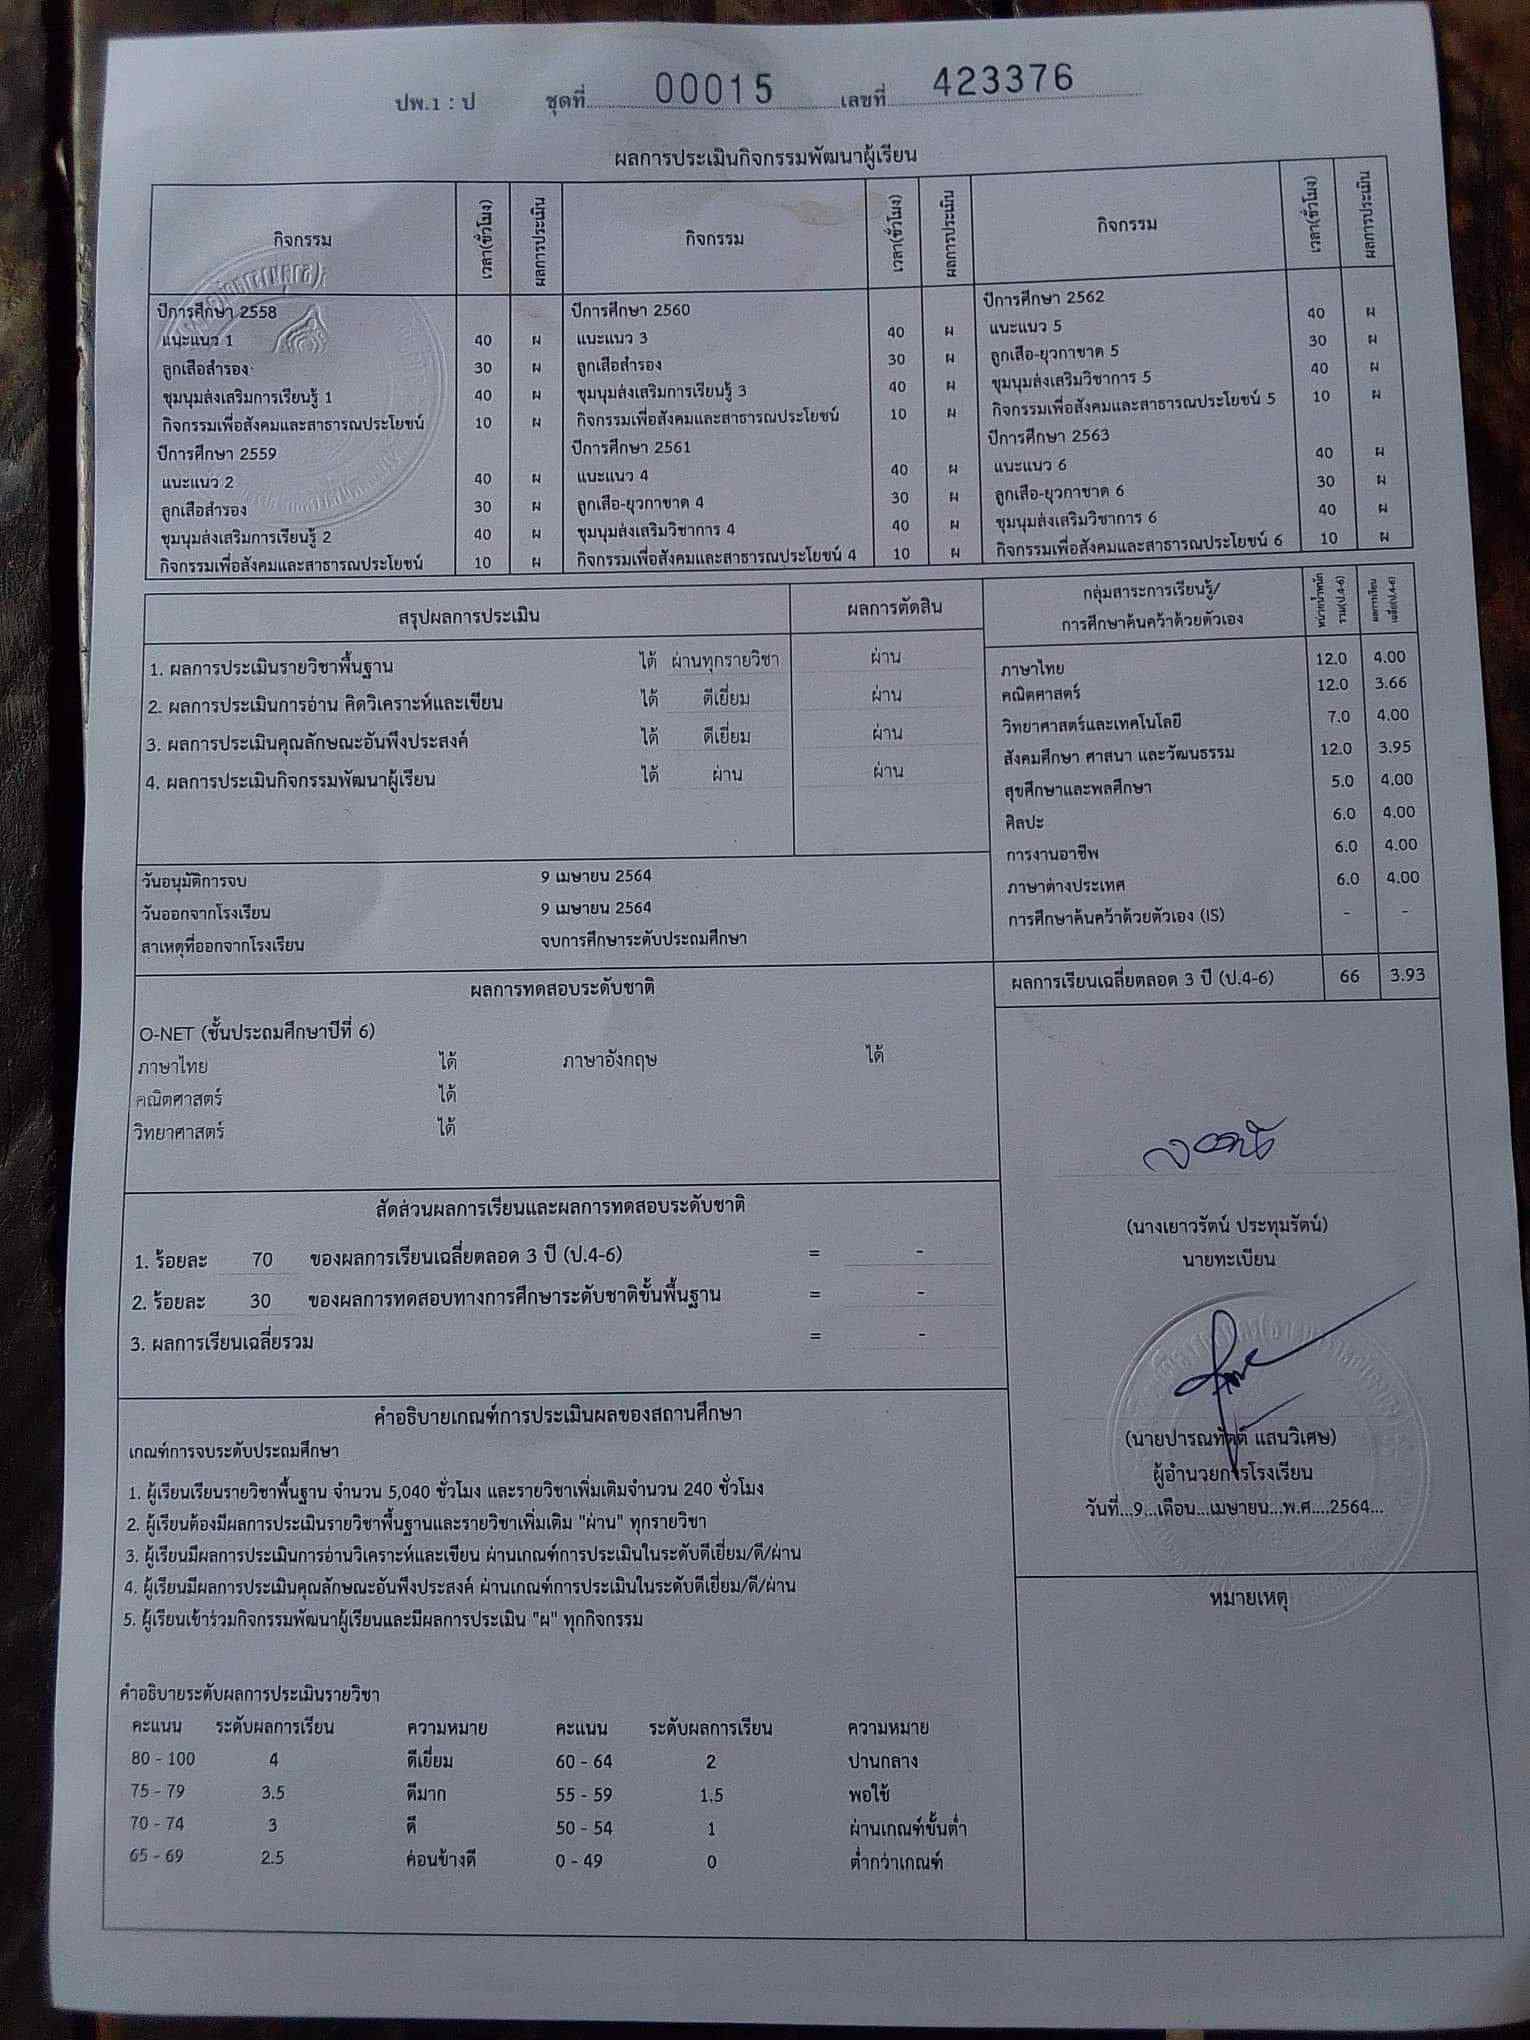 ปพ.1 : ป ชุดที่ 00015 เลขที่ 423376
ผลการประเมินกิจกรรมพัฒนาผู้เรียน
กิจกรรม เวลา(ชั่วโมง) ผลการประเมิน กิจกรรม เวลา(ชั่วโมง) ผลการประเมิน กิจกรรม เวลา(ชั่วโมง) ผลการประเมิน
ปีการศึกษา 2558
แนะแนว 1 40 ผ
ลูกเสือสำรอง 30 ผ
ชุมนุมส่งเสริมการเรียนรู้ 1 40 ผ
กิจกรรมเพื่อสังคมและสาธารณประโยชน์ 10 ผ
ปีการศึกษา 2559
แนะแนว 2 40 ผ
ลูกเสือสำรอง 30 ผ
ชุมนุมส่งเสริมการเรียนรู้ 2 40 ผ
กิจกรรมเพื่อสังคมและสาธารณประโยชน์ 10 ผ
ปีการศึกษา 2560
แนะแนว 3 40 ผ
ลูกเสือสำรอง 30 ผ
ชุมนุมส่งเสริมการเรียนรู้ 3 40 ผ
กิจกรรมเพื่อสังคมและสาธารณประโยชน์ 10 ผ
ปีการศึกษา 2561
แนะแนว 4 40 ผ
ลูกเสือ-ยุวกาชาด 4 30 ผ
ชุมนุมส่งเสริมวิชาการ 4 40 ผ
กิจกรรมเพื่อสังคมและสาธารณประโยชน์ 4 10 ผ
ปีการศึกษา 2562
แนะแนว 5 40 ผ
ลูกเสือ-ยุวกาชาด 5 30 ผ
ชุมนุมส่งเสริมวิชาการ 5 40 ผ
กิจกรรมเพื่อสังคมและสาธารณประโยชน์ 5 10 ผ
ปีการศึกษา 2563
แนะแนว 6 40 ผ
ลูกเสือ-ยุวกาชาด 6 30 ผ
ชุมนุมส่งเสริมวิชาการ 6 40 ผ
กิจกรรมเพื่อสังคมและสาธารณประโยชน์ 6 10 ผ
สรุปผลการประเมิน ผลการตัดสิน
1. ผลการประเมินรายวิชาพื้นฐาน ได้ ผ่านทุกรายวิชา ผ่าน
2. ผลการประเมินการอ่าน คิดวิเคราะห์และเขียน ได้ ดีเยี่ยม ผ่าน
3. ผลการประเมินคุณลักษณะอันพึงประสงค์ ได้ ดีเยี่ยม ผ่าน
4. ผลการประเมินกิจกรรมพัฒนาผู้เรียน ได้ ผ่าน ผ่าน
วันอนุมัติการจบ 9 เมษายน 2564
วันออกจากโรงเรียน 9 เมษายน 2564
สาเหตุที่ออกจากโรงเรียน จบการศึกษาระดับประถมศึกษา
กลุ่มสาระการเรียนรู้/
การศึกษาค้นคว้าด้วยตัวเอง
หน่วยน้ำหนัก
รวม(ป.4-6)
ผลการเรียน
เฉลี่ย(ป.4-6)
ภาษาไทย 12.0 4.00
คณิตศาสตร์ 12.0 3.66
วิทยาศาสตร์และเทคโนโลยี 7.0 4.00
สังคมศึกษา ศาสนา และวัฒนธรรม 12.0 3.95
สุขศึกษาและพลศึกษา 5.0 4.00
ศิลปะ 6.0 4.00
การงานอาชีพ 6.0 4.00
ภาษาต่างประเทศ 6.0 4.00
การศึกษาค้นคว้าด้วยตัวเอง (IS) - -
ผลการเรียนเฉลี่ยตลอด 3 ปี (ป.4-6) 66 3.93
ผลการทดสอบระดับชาติ
O-NET (ชั้นประถมศึกษาปีที่ 6)
ภาษาไทย ได้ ภาษาอังกฤษ ได้
คณิตศาสตร์ ได้
วิทยาศาสตร์ ได้
สัดส่วนผลการเรียนและผลการทดสอบระดับชาติ
1. ร้อยละ 70 ของผลการเรียนเฉลี่ยตลอด 3 ปี (ป.4-6) = -
2. ร้อยละ 30 ของผลการทดสอบทางการศึกษาระดับชาติขั้นพื้นฐาน = -
3. ผลการเรียนเฉลี่ยรวม = -
(นางเยาวรัตน์ ประทุมรัตน์)
นายทะเบียน
(นายปารณทัตต์ แสนวิเศษ)
ผู้อำนวยการโรงเรียน
วันที่...9...เดือน...เมษายน...พ.ศ....2564...
หมายเหตุ
คำอธิบายเกณฑ์การประเมินผลของสถานศึกษา
เกณฑ์การจบระดับประถมศึกษา
1. ผู้เรียนเรียนรายวิชาพื้นฐาน จำนวน 5,040 ชั่วโมง และรายวิชาเพิ่มเติมจำนวน 240 ชั่วโมง
2. ผู้เรียนต้องมีผลการประเมินรายวิชาพื้นฐานและรายวิชาเพิ่มเติม "ผ่าน" ทุกรายวิชา
3. ผู้เรียนมีผลการประเมินการอ่านวิเคราะห์และเขียน ผ่านเกณฑ์การประเมินในระดับดีเยี่ยม/ดี/ผ่าน
4. ผู้เรียนมีผลการประเมินคุณลักษณะอันพึงประสงค์ ผ่านเกณฑ์การประเมินในระดับดีเยี่ยม/ดี/ผ่าน
5. ผู้เรียนเข้าร่วมกิจกรรมพัฒนาผู้เรียนและมีผลการประเมิน "ผ" ทุกกิจกรรม
คำอธิบายระดับผลการประเมินรายวิชา
คะแนน ระดับผลการเรียน ความหมาย คะแนน ระดับผลการเรียน ความหมาย
80 - 100 4 ดีเยี่ยม 60 - 64 2 ปานกลาง
75 - 79 3.5 ดีมาก 55 - 59 1.5 พอใช้
70 - 74 3 ดี 50 - 54 1 ผ่านเกณฑ์ขั้นต่ำ
65 - 69 2.5 ค่อนข้างดี 0 - 49 0 ต่ำกว่าเกณฑ์